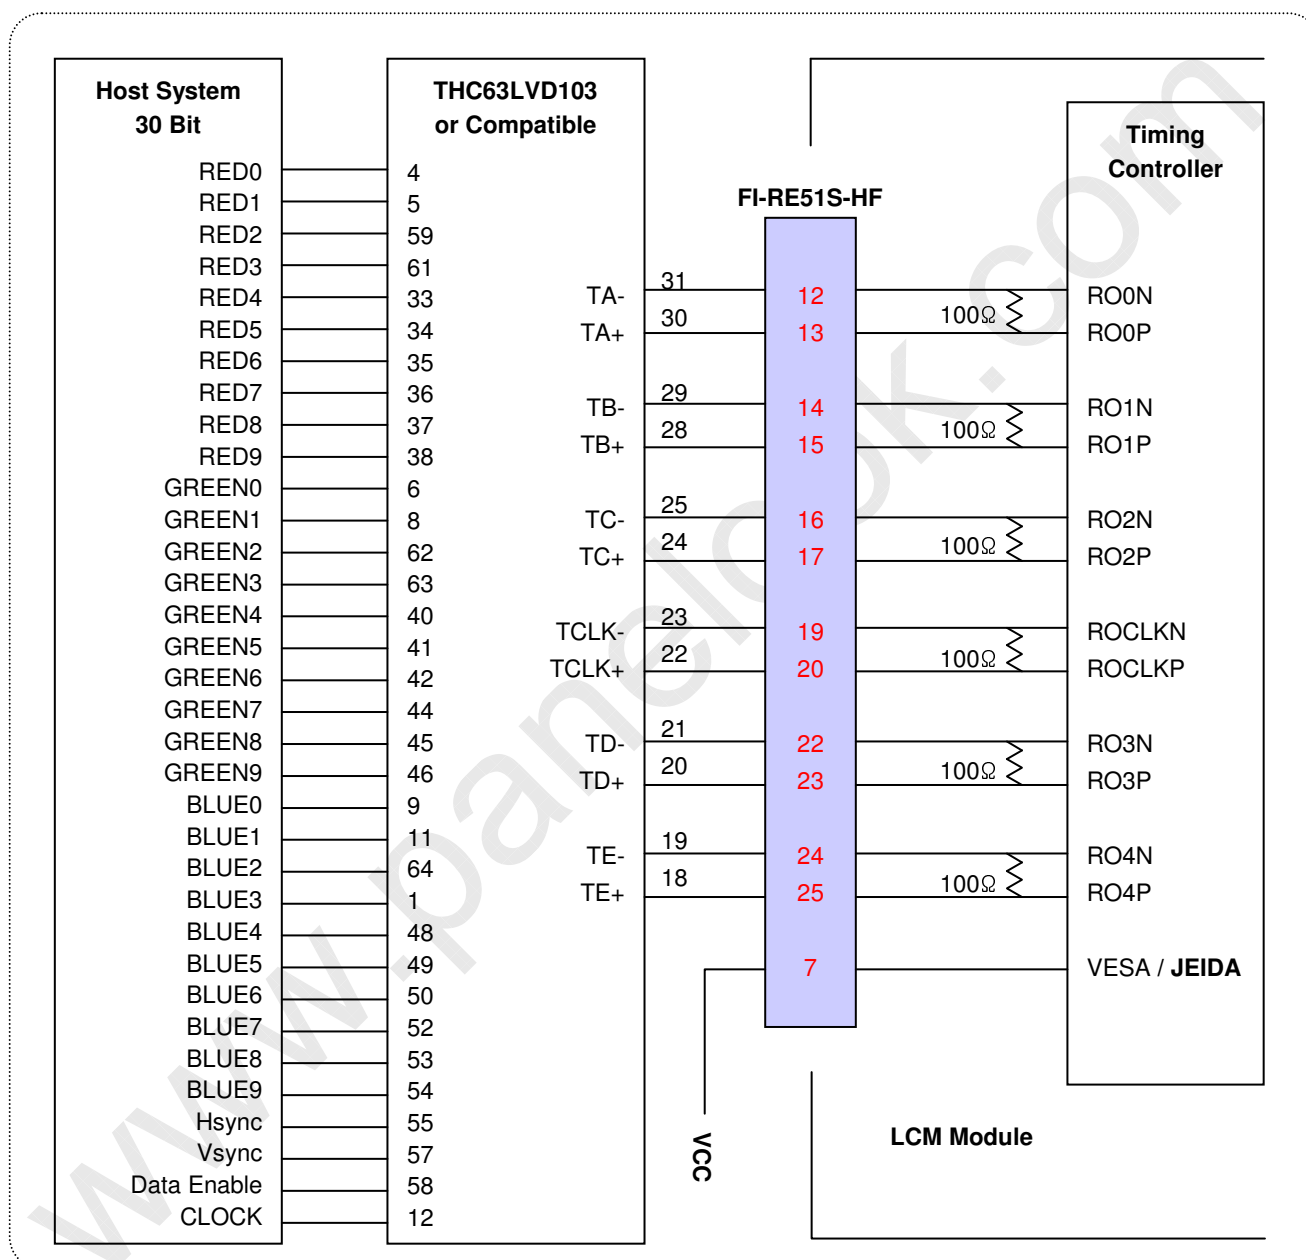 Host System
30 Bit
RED0
RED1
RED2
RED3
RED4
RED5
RED6
RED7
RED8
RED9
GREEN0
GREEN1
GREEN2
GREEN3
GREEN4
GREEN5
GREEN6
GREEN7
GREEN8
GREEN9
BLUE0
BLUE1
BLUE2
BLUE3
BLUE4
BLUE5
BLUE6
BLUE7
BLUE8
BLUE9
Hsync
Vsync
Data Enable
CLOCK
THC63LVD103
or Compatible
4
5
59
61
33
34
35
36
37
38
6
8
62
63
40
41
42
44
45
46
9
11
64
1
48
49
50
52
53
54
55
57
58
12
TA-
TA+
TB-
TB+
TC-
TC+
TCLK-
TCLK+
TD-
TD+
TE-
TE+
31
30
29
28
25
24
23
22
21
20
19
18
FI-RE51S-HF
12
13
14
15
16
17
19
20
22
23
24
25
7
VCC
100Ω
100Ω
100Ω
100Ω
100Ω
100Ω
Timing
Controller
RO0N
RO0P
RO1N
RO1P
RO2N
RO2P
ROCLKN
ROCLKP
RO3N
RO3P
RO4N
RO4P
VESA / JEIDA
LCM Module
www.panelook.com